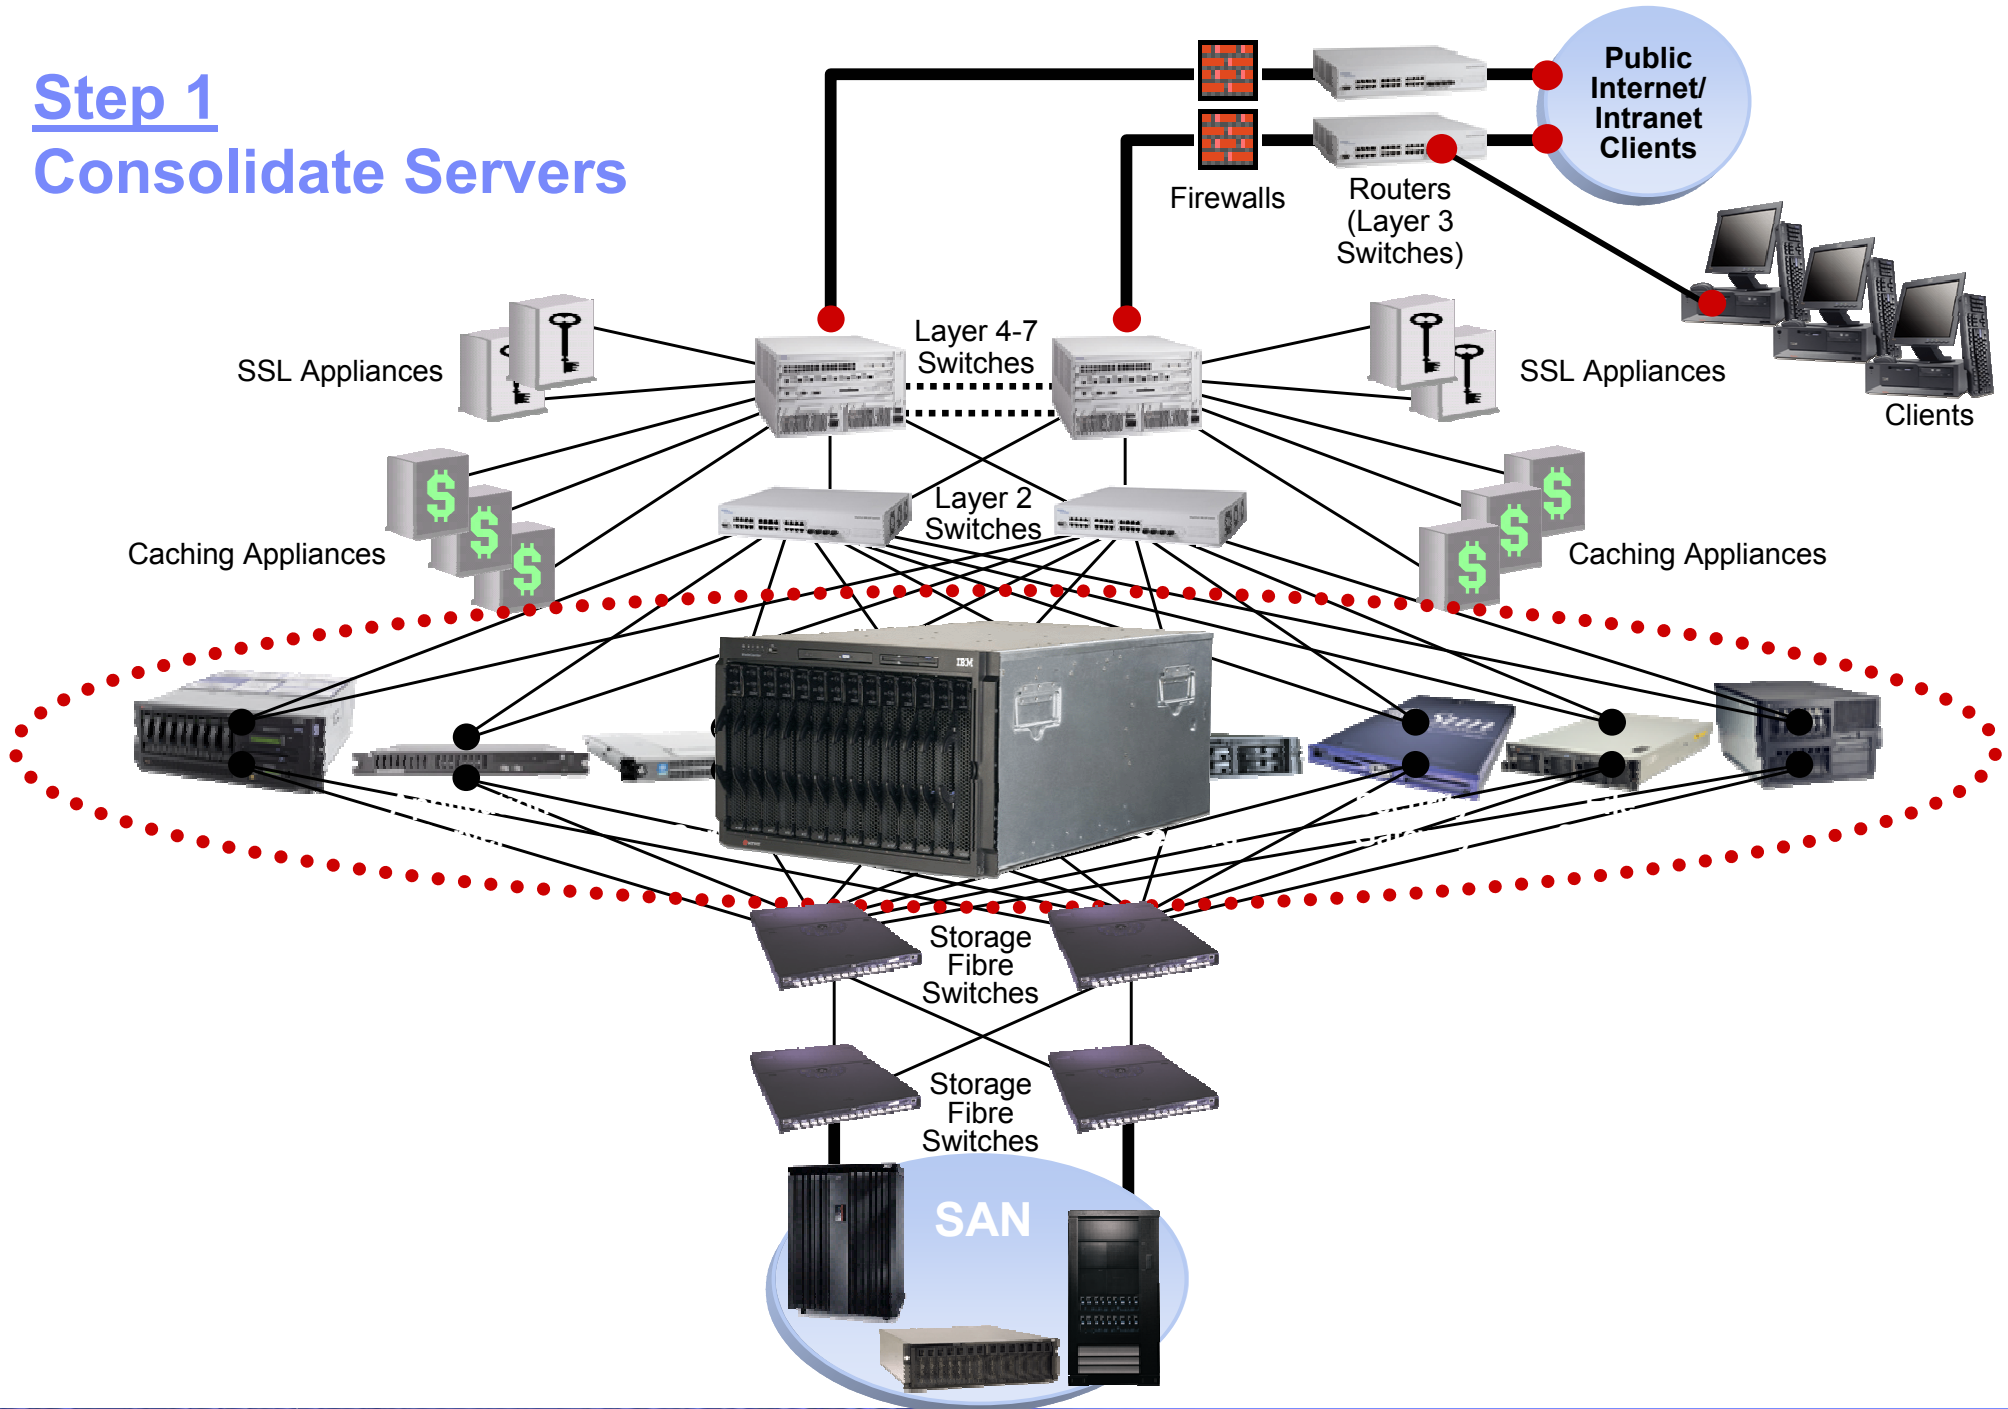 Step 1
Consolidate Servers
Public
Internet/
Intranet
Clients
Firewalls
Routers
(Layer 3
Switches)
Layer 4-7
Switches
SSL Appliances
SSL Appliances
Clients
Layer 2
Switches
Caching Appliances
Caching Appliances
IBM
Storage
Fibre
Switches
Storage
Fibre
Switches
SAN